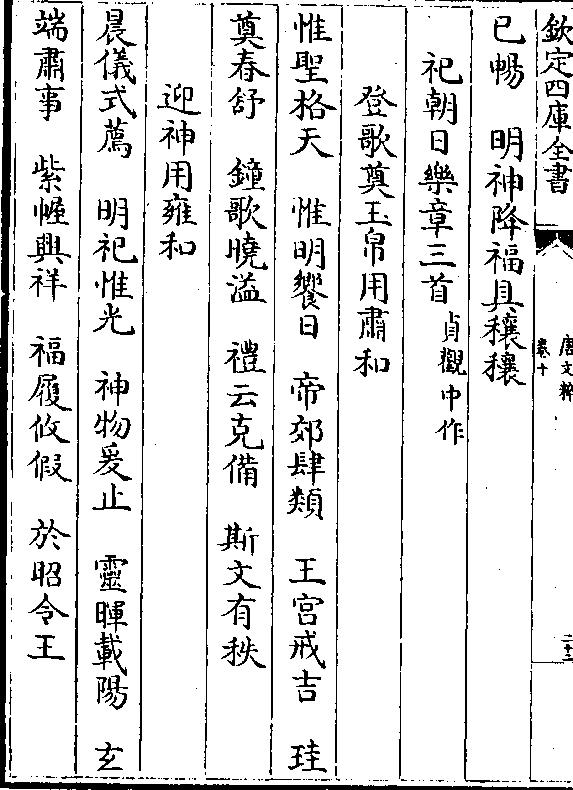 欽定四庫全書
唐文粹
卷十
二十二
已暢　明神降福具穰穰
祀朝日樂章三首貞觀中作
登歌奠玉帛用肅和
惟聖格天　惟明饗日　帝郊肆類　王宮戒吉　珪
奠春舒　鐘歌曉溢　禮云克備　斯文有秩
迎神用雍和
晨儀式薦　明祀惟光　神物爰止　靈暉載陽　玄
端肅事　紫幄興祥　福履攸假　於昭令王